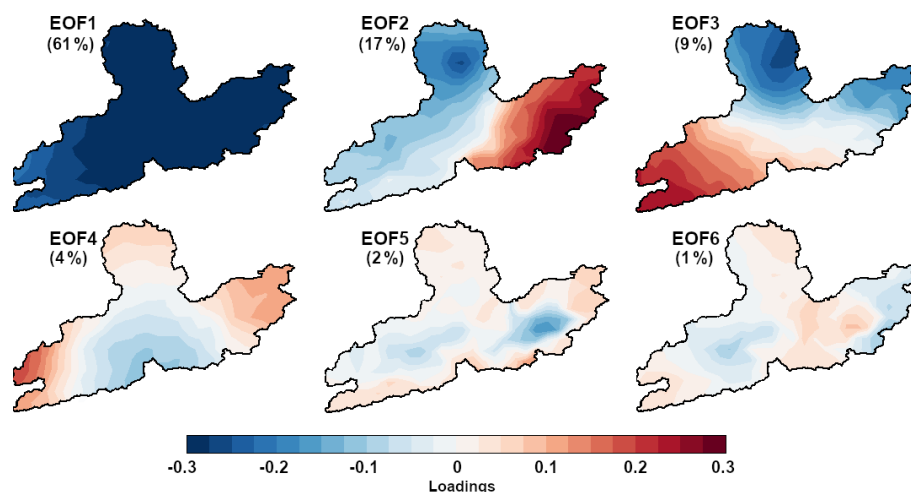 EOF1
(61 %)
EOF2
(17 %)
EOF3
(9 %)
EOF4
(4 %)
EOF5
(2 %)
EOF6
(1 %)
-0.3 -0.2 -0.1 0 0.1 0.2 0.3
Loadings